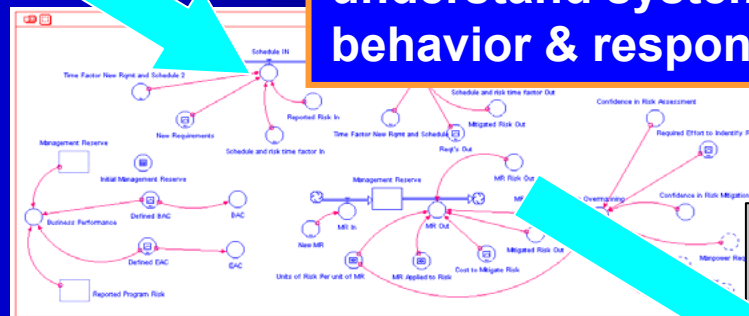 understand system
behavior & respon
Schedule IN
Time Factor New Rqmt and Schedule 2
Schedule and risk time factor Out
Confidence in Risk Assessment
Reported Risk In
Mitigated Risk Out
New Requirements
Time Factor New Rqmt and Schedule
Required Effort to Indentify R
Management Reserve
Schedule and risk time factor In
Reqt's Out
Initial Management Reserve
Management Reserve
MR Risk Out
Overmanning
Confidence in Risk Mitigation
Business Performance
Defined BAC
BAC
MR In
MR Out
New MR
Mitigated Risk Out
Defined EAC
EAC
Manpower Req
Units of Risk Per unit of MR
MR Applied to Risk
Cost to Mitigate Risk
Reported Program Risk